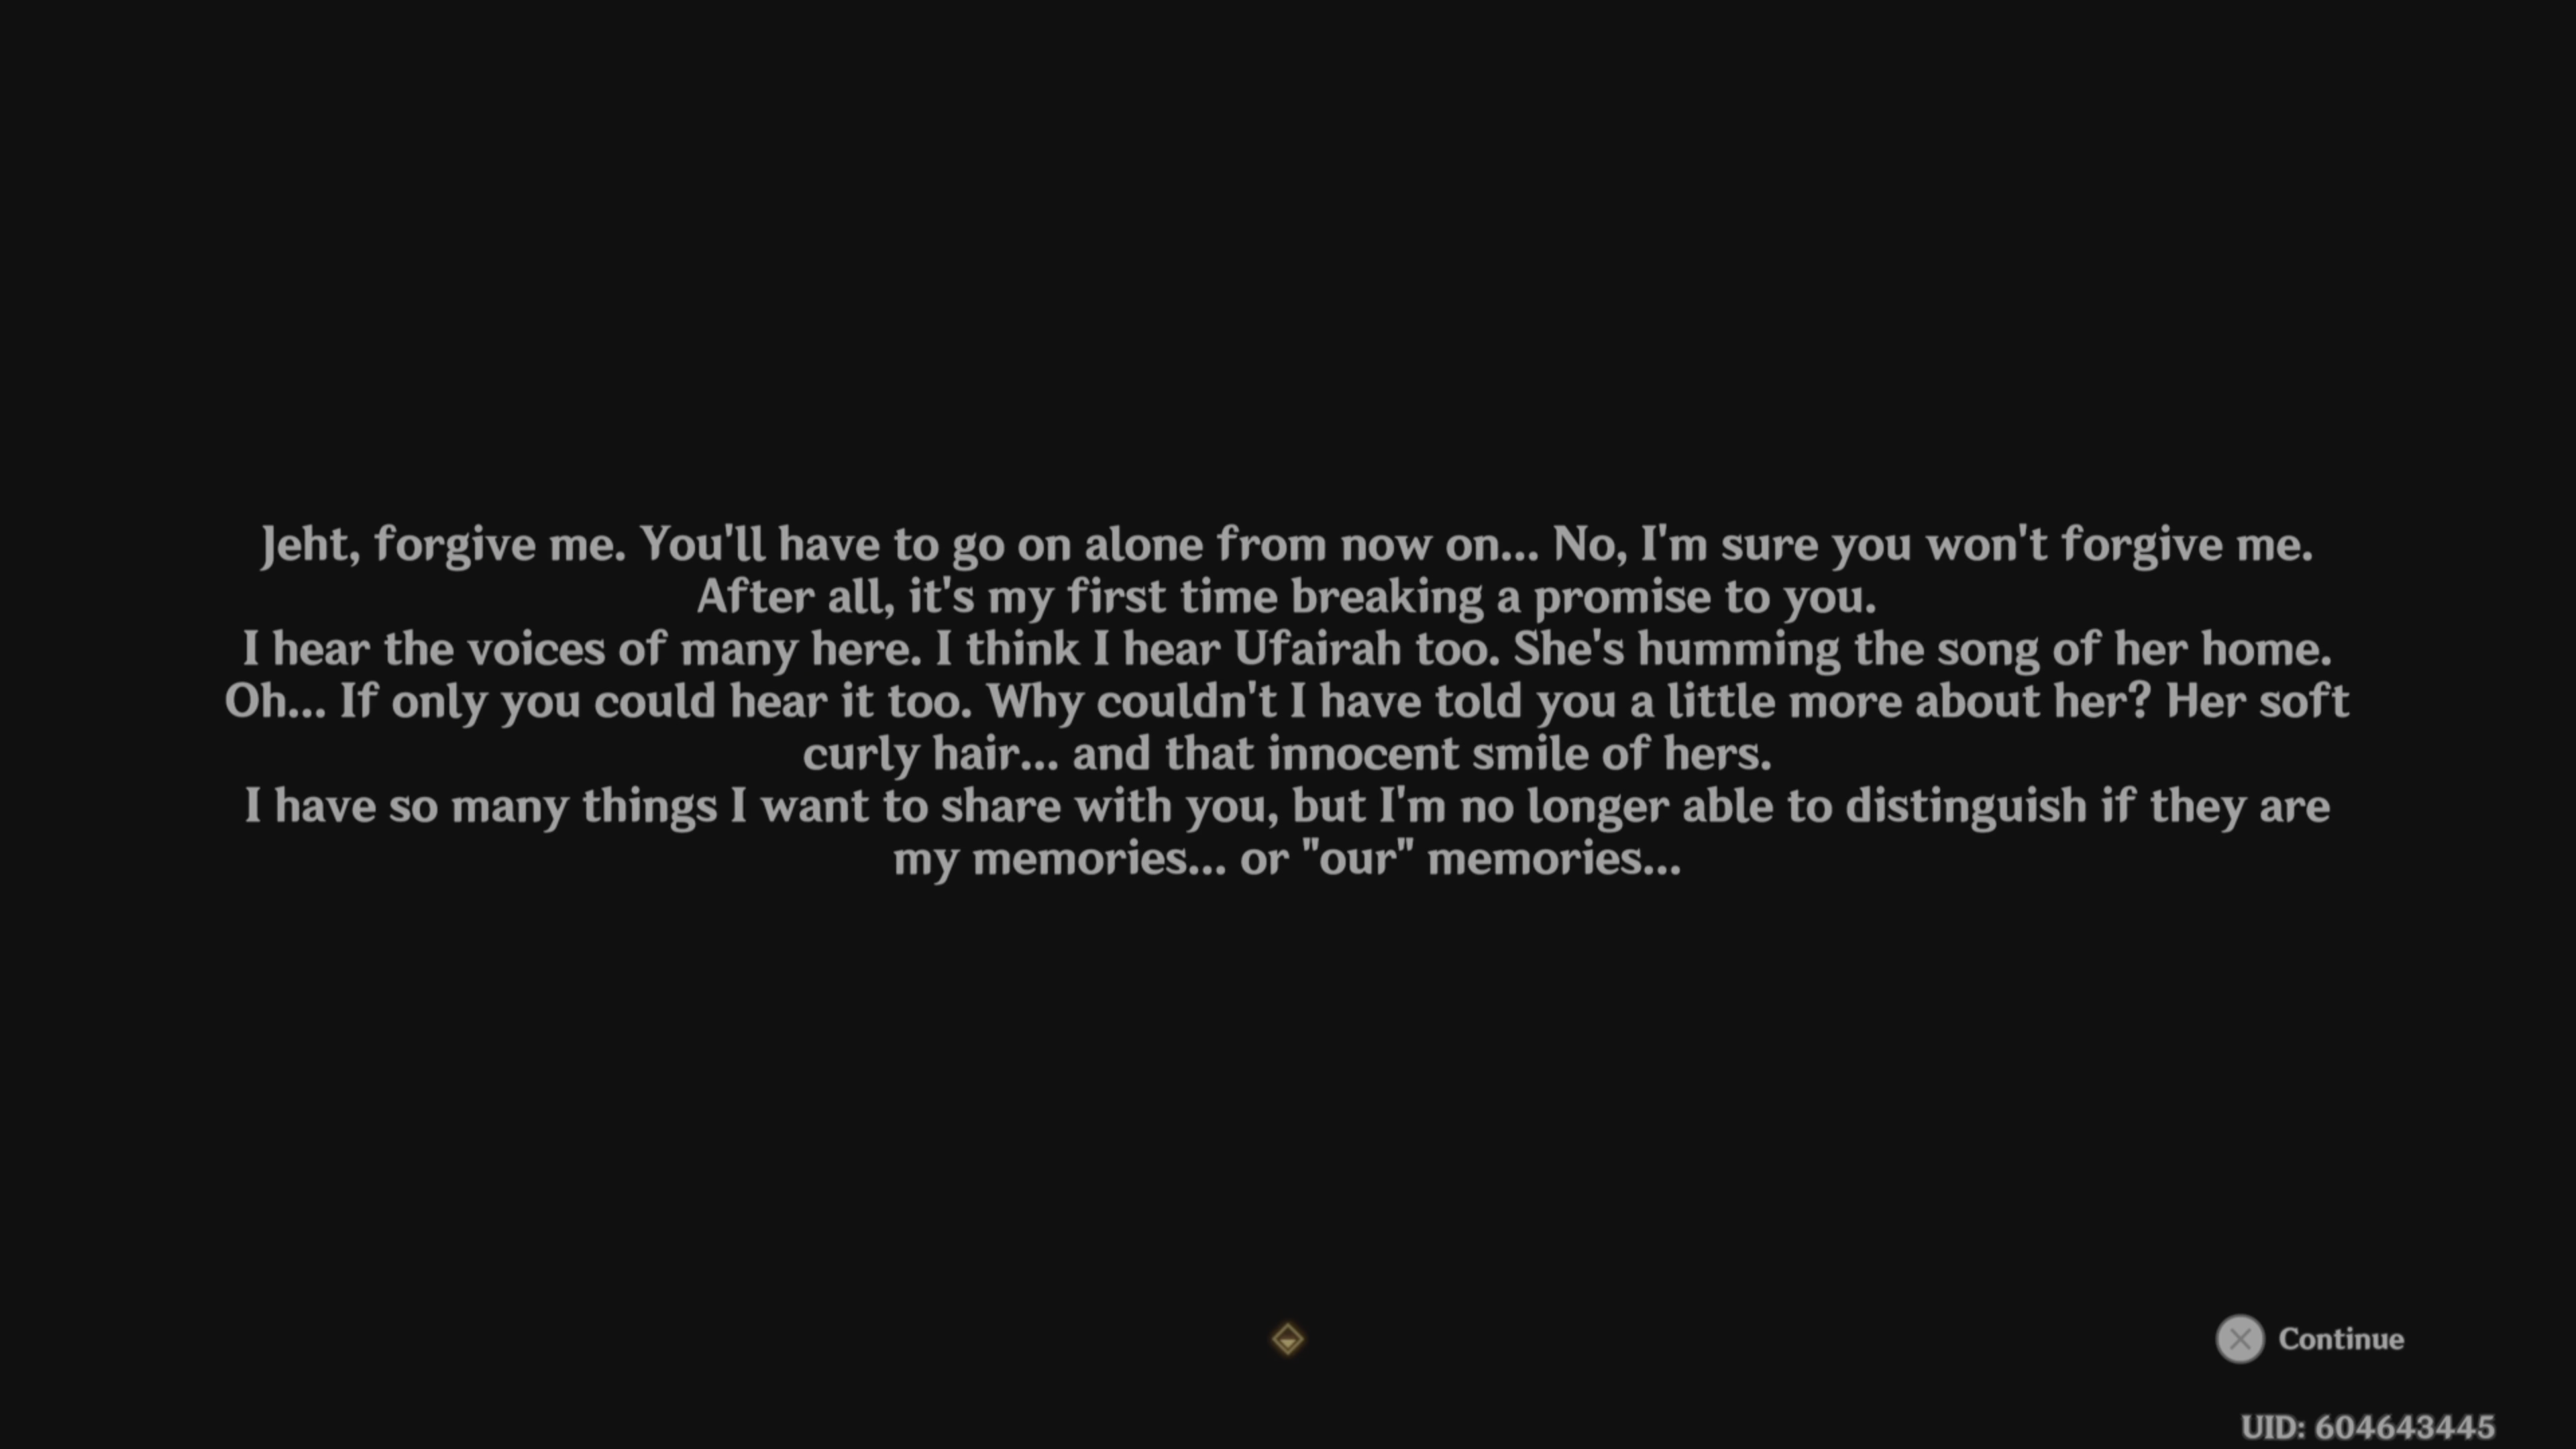 Jeht, forgive me. You'll have to go on alone from now on... No, I'm sure you won't forgive me.
After all, it's my first time breaking a promise to you.
I hear the voices of many here. I think I hear Ufairah too. She's humming the song of her home.
Oh... If only you could hear it too. Why couldn't I have told you a little more about her? Her soft
curly hair... and that innocent smile of hers.
I have so many things I want to share with you, but I'm no longer able to distinguish if they are
my memories... or "our" memories...
Continue
UID: 604643445